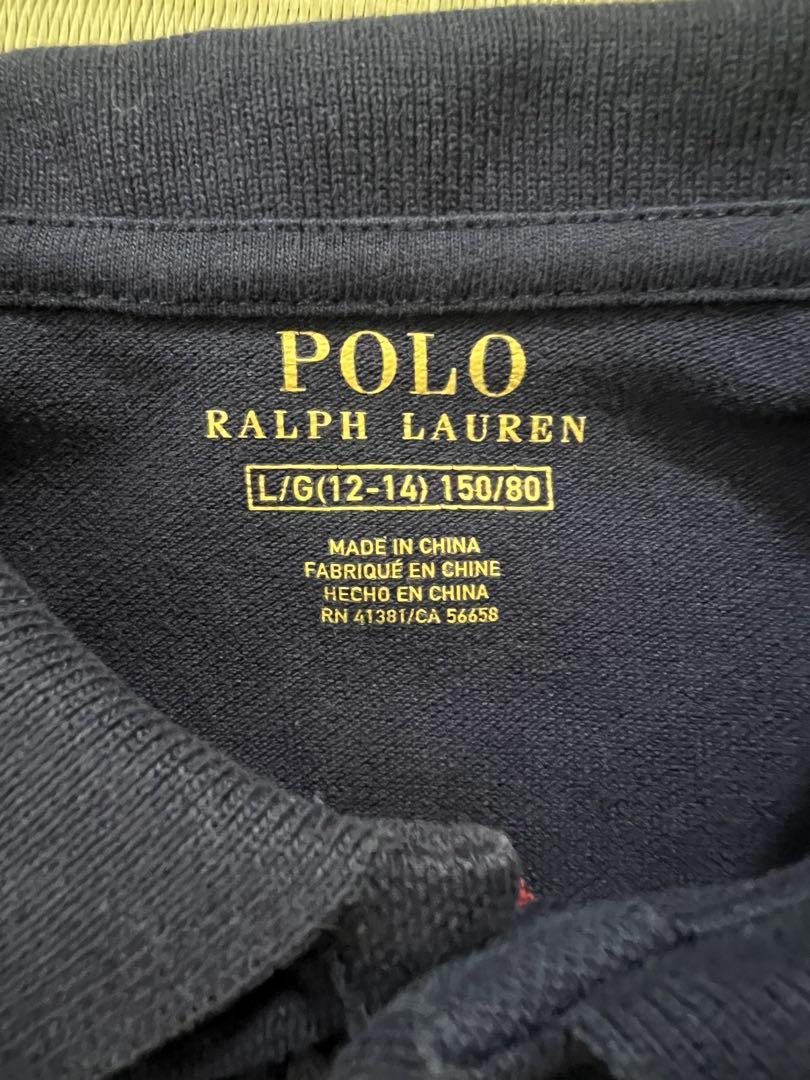 POLO
RALPH LAUREN
L/G(12-14) 150/80
MADE IN CHINA
FABRIQUÉ EN CHINE
HECHO EN CHINA
RN 41381/CA 56658